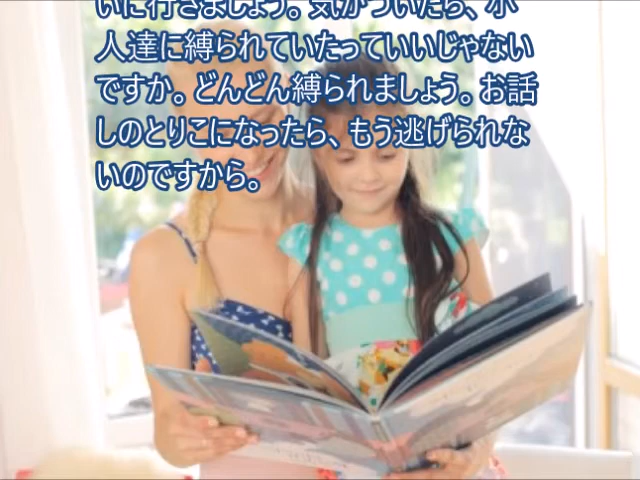 いに行きましょう。気がついたら、小
人達に縛られていたっていいじゃない
ですか。どんどん縛られましょう。お話
しのとりこになったら、もう逃げられな
いのですから。